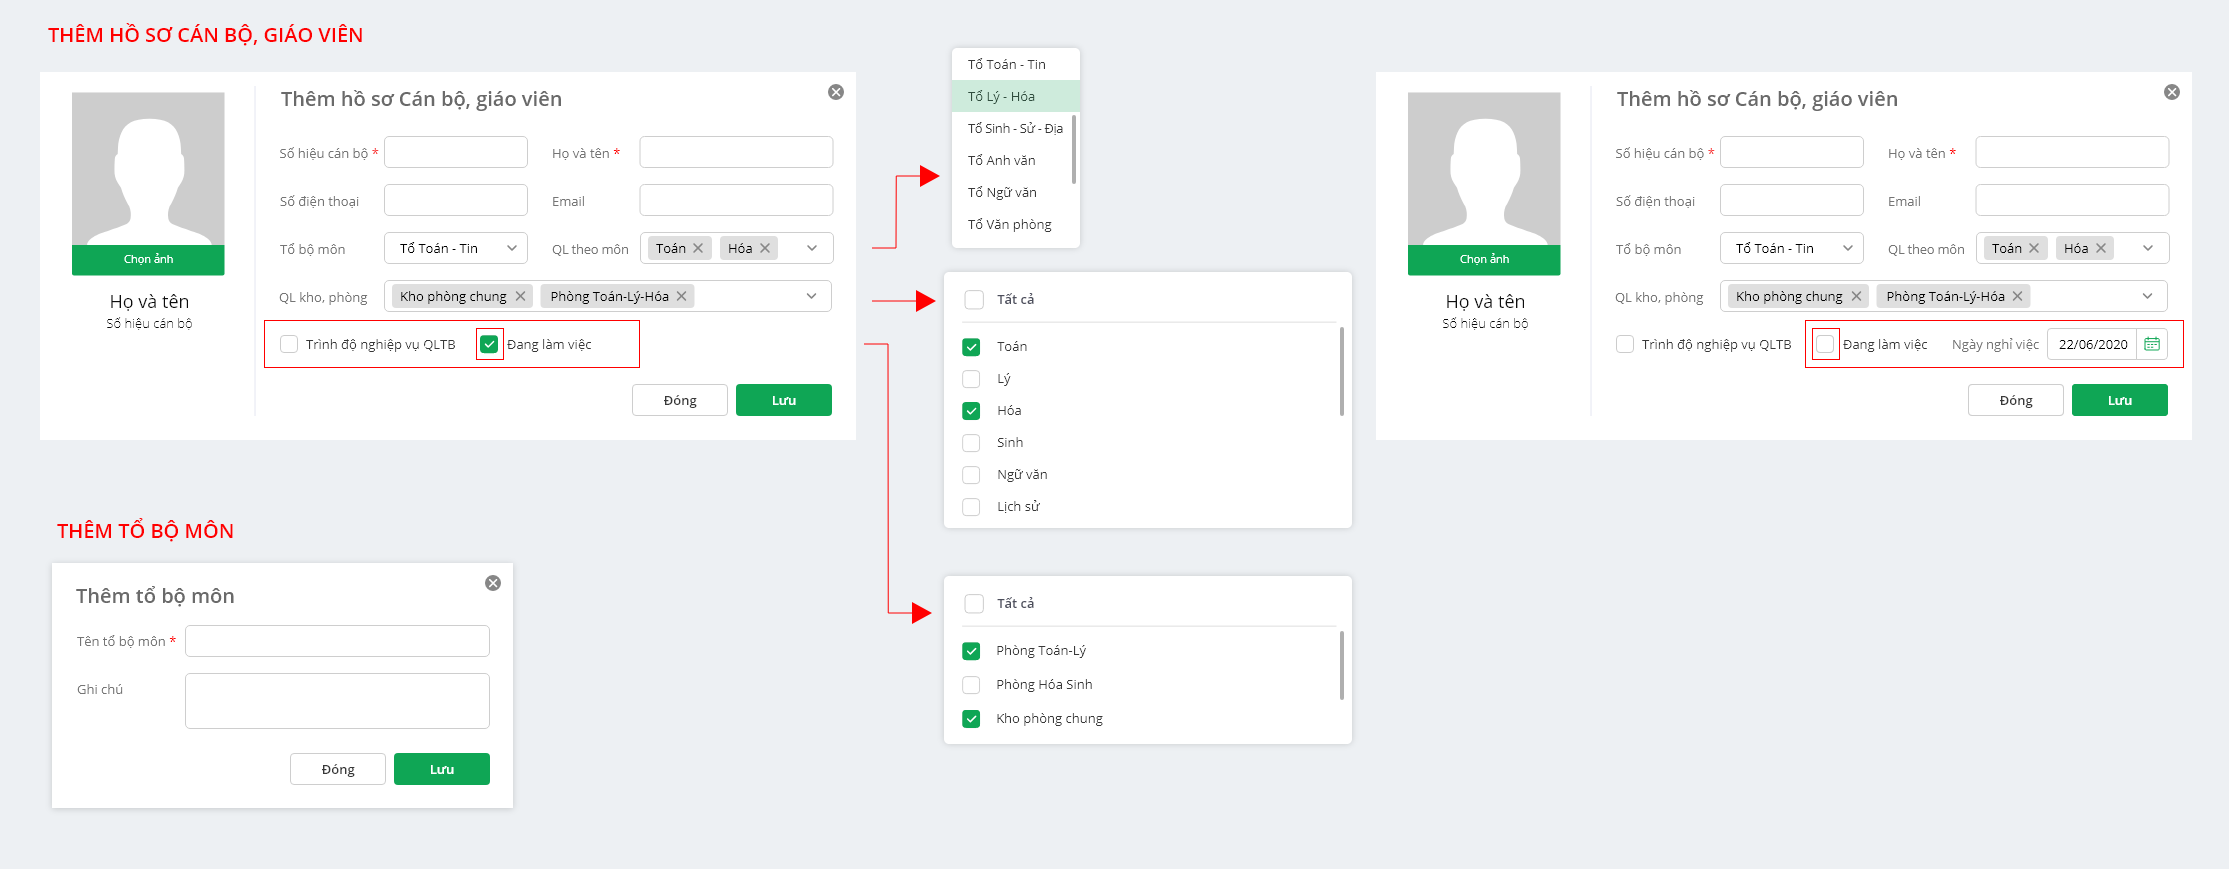 THÊM HỒ SƠ CÁN BỘ, GIÁO VIÊN
Thêm hồ sơ Cán bộ, giáo viên
Số hiệu cán bộ *
Họ và tên *
Số điện thoại
Email
Tổ bộ môn
Tổ Toán - Tin
QL theo môn
Toán
Hóa
QL kho, phòng
Kho phòng chung
Phòng Toán-Lý-Hóa
Chọn ảnh
Họ và tên
Số hiệu cán bộ
Trình độ nghiệp vụ QLTB
Đang làm việc
Đóng
Lưu
Tổ Toán - Tin
Tổ Lý - Hóa
Tổ Sinh - Sử - Địa
Tổ Anh văn
Tổ Ngữ văn
Tổ Văn phòng
Tất cả
Toán
Lý
Hóa
Sinh
Ngữ văn
Lịch sử
Tất cả
Phòng Toán-Lý
Phòng Hóa Sinh
Kho phòng chung
Thêm hồ sơ Cán bộ, giáo viên
Số hiệu cán bộ *
Họ và tên *
Số điện thoại
Email
Tổ bộ môn
Tổ Toán - Tin
QL theo môn
Toán
Hóa
QL kho, phòng
Kho phòng chung
Phòng Toán-Lý-Hóa
Chọn ảnh
Họ và tên
Số hiệu cán bộ
Trình độ nghiệp vụ QLTB
Đang làm việc
Ngày nghỉ việc
22/06/2020
Đóng
Lưu
THÊM TỔ BỘ MÔN
Thêm tổ bộ môn
Tên tổ bộ môn *
Ghi chú
Đóng
Lưu